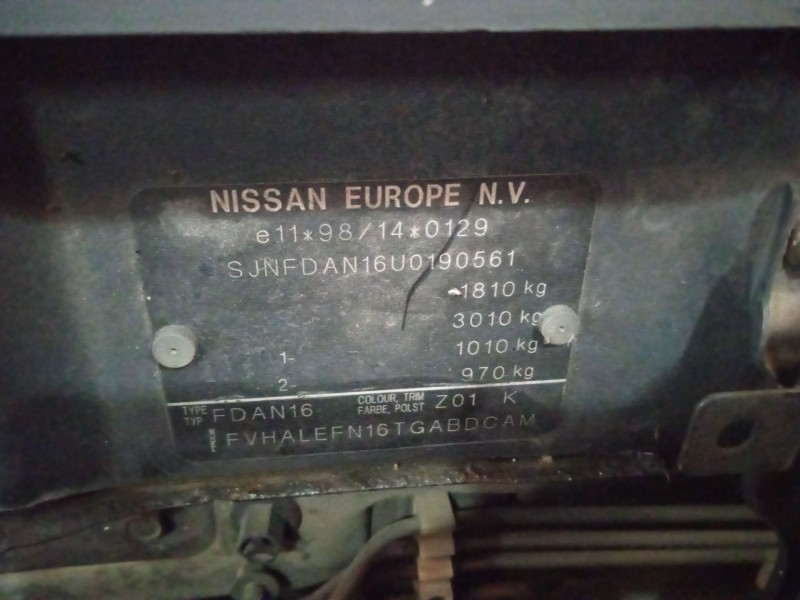 NISSAN EUROPE N.V.
e11*98/14*0129
SJNFDAN16U0190561
1810 kg
3010 kg
1- 1010 kg
2- 970 kg
TYPE TYP FDAN16 COLOUR, TRIM FARBE, POLST Z01 K
FVHALEFN16TGABDCAM